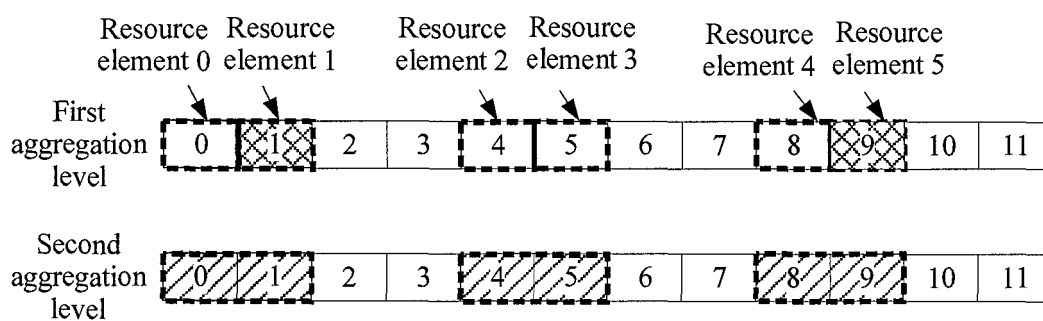 Resource Resource Resource Resource Resource Resource
element 0 element 1 element 2 element 3 element 4 element 5
First
aggregation
level
0 1 2 3 4 5 6 7 8 9 10 11
Second
aggregation
level
0 1 2 3 4 5 6 7 8 9 10 11